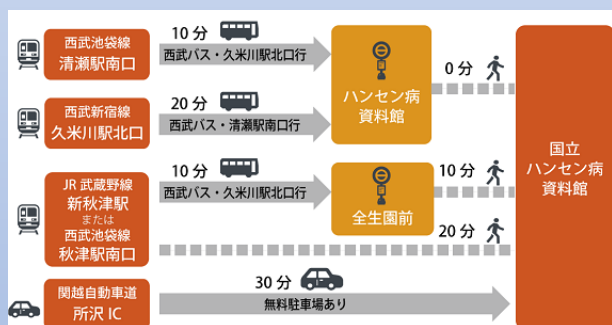 西武池袋線
清瀬駅南口
10 分
西武バス・久米川駅北口行
ハンセン病
資料館
0 分
西武新宿線
久米川駅北口
20 分
西武バス・清瀬駅南口行
JR 武蔵野線
新秋津駅
または
西武池袋線
秋津駅南口
10 分
西武バス・久米川駅北口行
全生園前
10 分
20 分
関越自動車道
所沢 IC
30 分
無料駐車場あり
国立
ハンセン病
資料館